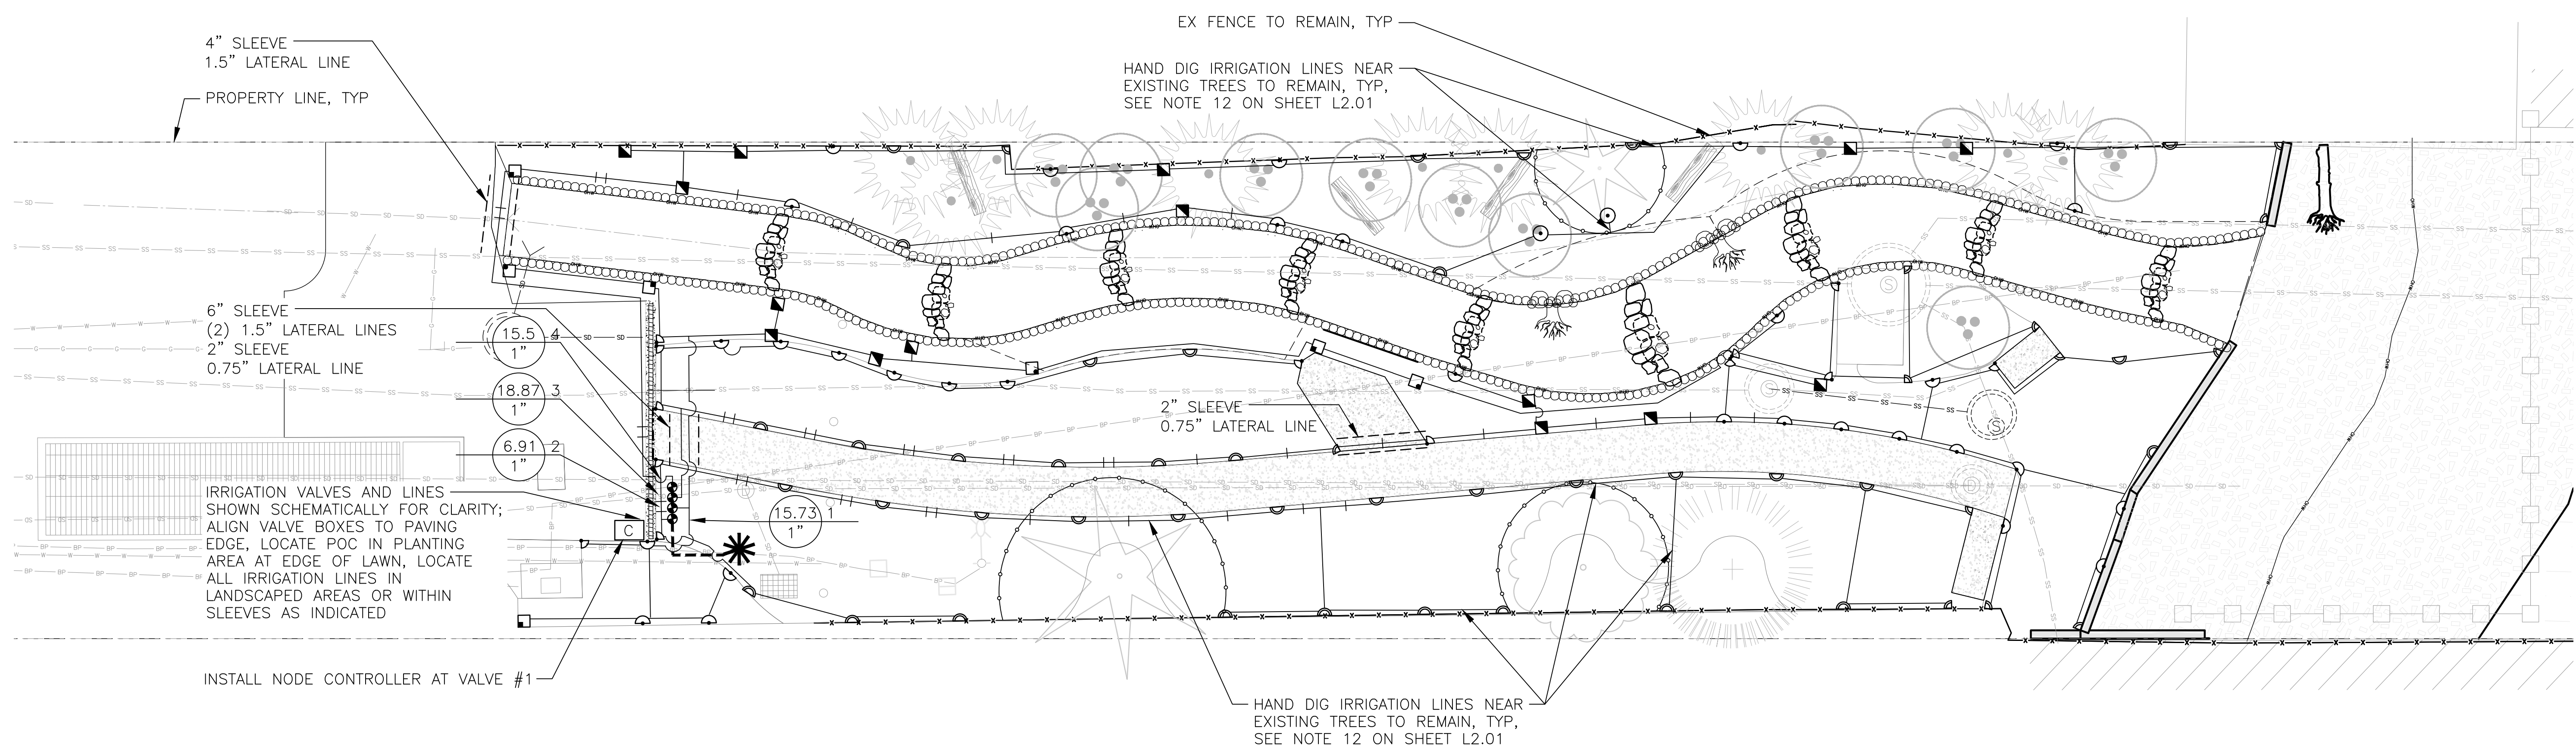 EX FENCE TO REMAIN, TYP
4" SLEEVE
1.5" LATERAL LINE
HAND DIG IRRIGATION LINES NEAR
EXISTING TREES TO REMAIN, TYP,
SEE NOTE 12 ON SHEET L2.01
PROPERTY LINE, TYP
6" SLEEVE
(2) 1.5" LATERAL LINES
2" SLEEVE
0.75" LATERAL LINE
15.5 4
1"
18.87 3
1"
6.91 2
1"
2" SLEEVE
0.75" LATERAL LINE
IRRIGATION VALVES AND LINES
SHOWN SCHEMATICALLY FOR CLARITY;
ALIGN VALVE BOXES TO PAVING
EDGE, LOCATE POC IN PLANTING
AREA AT EDGE OF LAWN, LOCATE
ALL IRRIGATION LINES IN
LANDSCAPED AREAS OR WITHIN
SLEEVES AS INDICATED
C
15.73 1
1"
S
S
INSTALL NODE CONTROLLER AT VALVE #1
HAND DIG IRRIGATION LINES NEAR
EXISTING TREES TO REMAIN, TYP,
SEE NOTE 12 ON SHEET L2.01